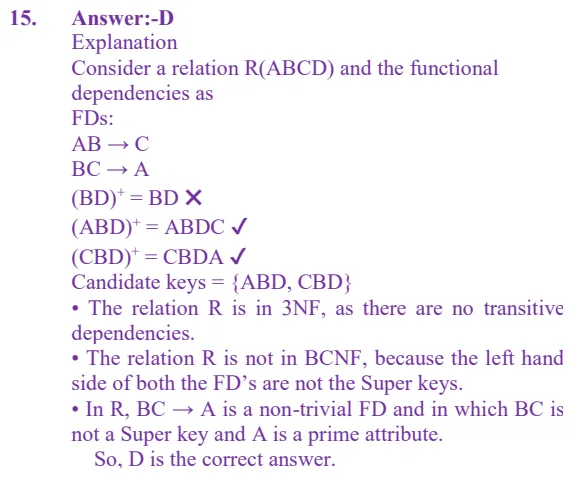 15. Answer:-D
Explanation
Consider a relation R(ABCD) and the functional
dependencies as
FDs:
AB → C
BC → A
(BD)⁺ = BD ✕
(ABD)⁺ = ABDC ✓
(CBD)⁺ = CBDA ✓
Candidate keys = {ABD, CBD}
• The relation R is in 3NF, as there are no transitive
dependencies.
• The relation R is not in BCNF, because the left hand
side of both the FD’s are not the Super keys.
• In R, BC → A is a non-trivial FD and in which BC is
not a Super key and A is a prime attribute.
So, D is the correct answer.